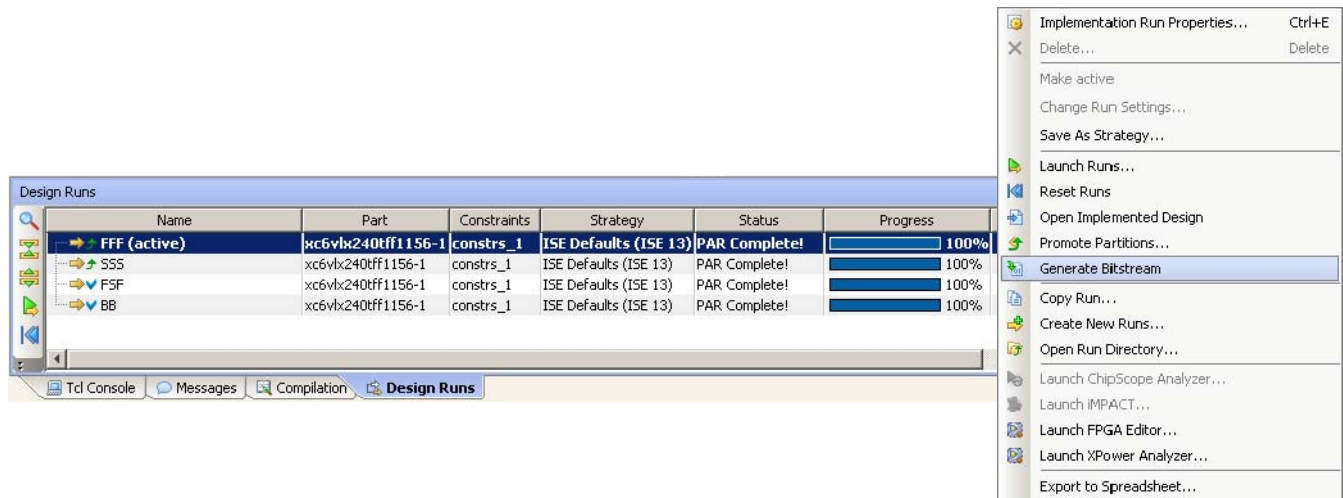 Implementation Run Properties... Ctrl+E
Delete... Delete
Make active
Change Run Settings...
Save As Strategy...
Launch Runs...
Reset Runs
Open Implemented Design
Promote Partitions...
Generate Bitstream
Copy Run...
Create New Runs...
Open Run Directory...
Launch ChipScope Analyzer...
Launch iMPACT...
Launch FPGA Editor...
Launch XPower Analyzer...
Export to Spreadsheet...
Design Runs
Name Part Constraints Strategy Status Progress
FFF (active) xc6vlx240tff1156-1 constrs_1 ISE Defaults (ISE 13) PAR Complete! 100%
SSS xc6vlx240tff1156-1 constrs_1 ISE Defaults (ISE 13) PAR Complete! 100%
FSF xc6vlx240tff1156-1 constrs_1 ISE Defaults (ISE 13) PAR Complete! 100%
BB xc6vlx240tff1156-1 constrs_1 ISE Defaults (ISE 13) PAR Complete! 100%
Tcl Console Messages Compilation Design Runs